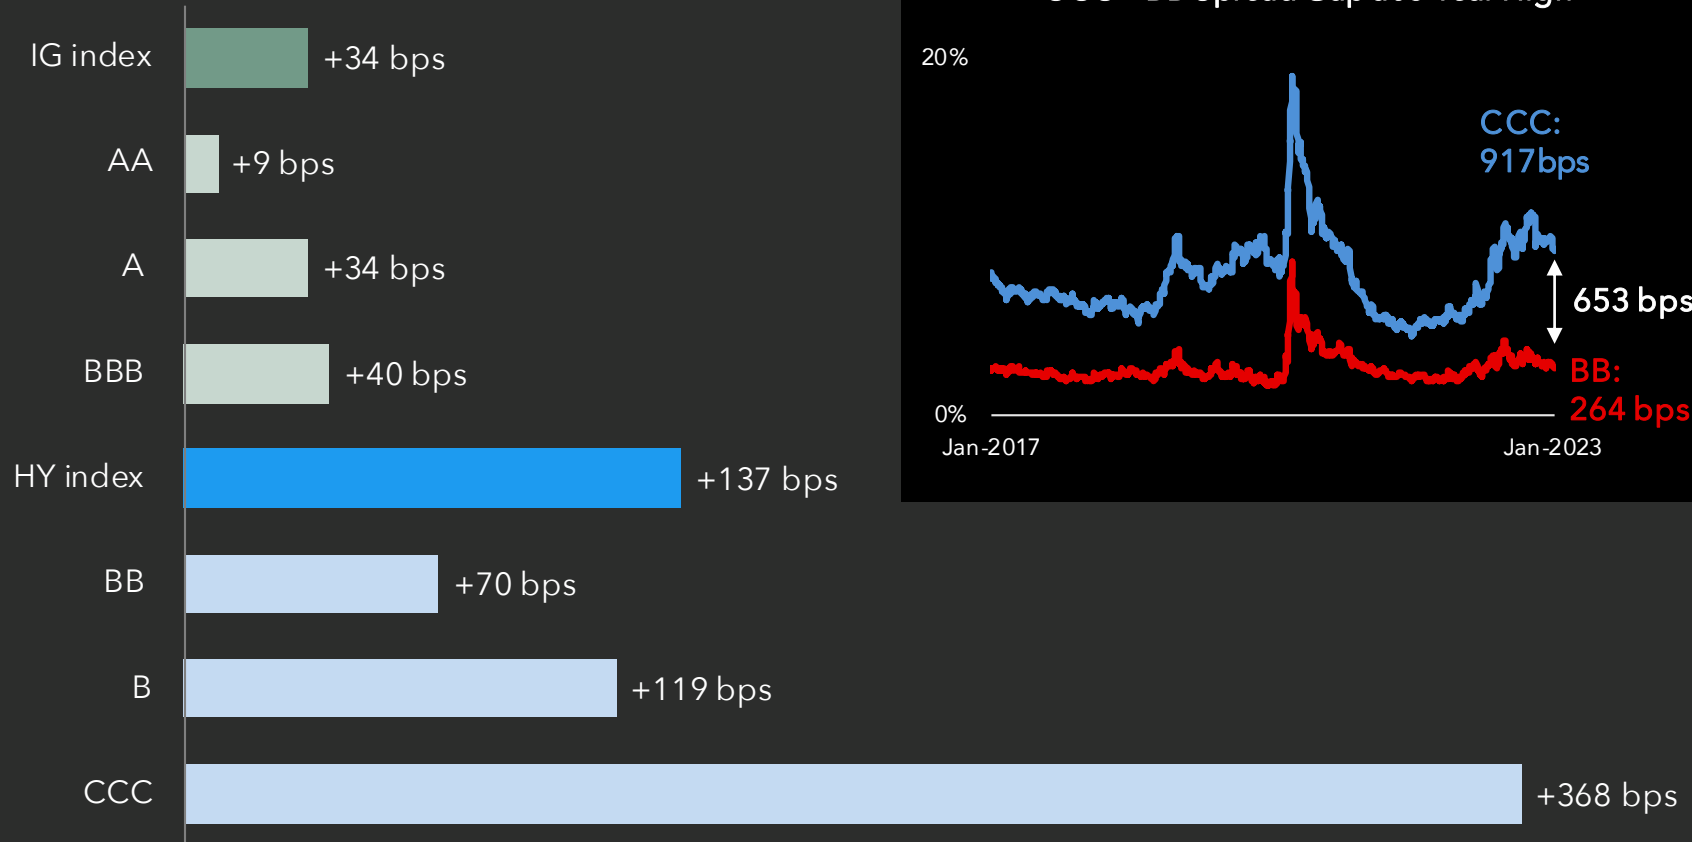 IG index
+34 bps
AA
+9 bps
A
+34 bps
BBB
+40 bps
HY index
+137 bps
BB
+70 bps
B
+119 bps
CCC
+368 bps
20%
CCC:
917bps
653 bps
BB:
264 bps
0%
Jan-2017
Jan-2023